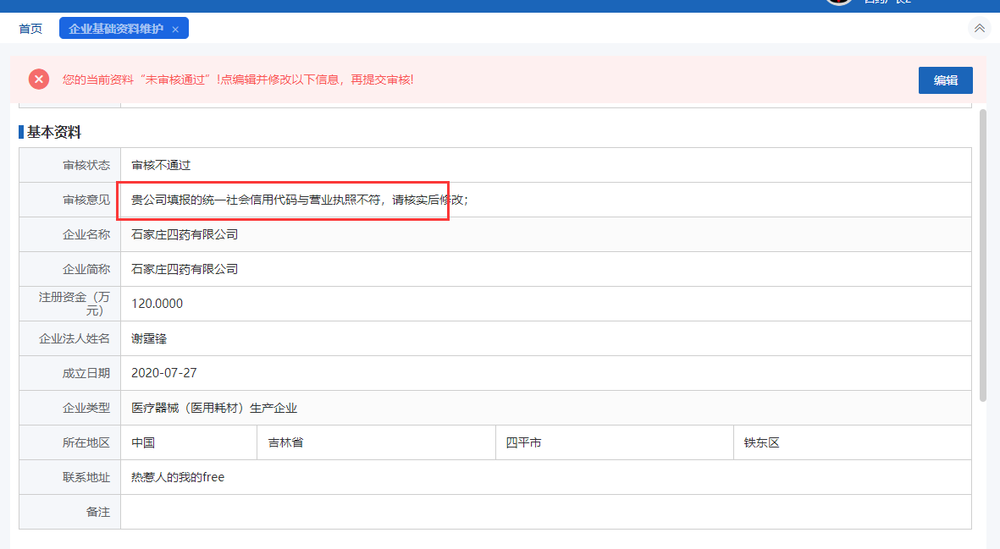 首页
企业基础资料维护 ×
您的当前资料“未审核通过”!点编辑并修改以下信息，再提交审核!
编辑
基本资料
审核状态 审核不通过
审核意见 贵公司填报的统一社会信用代码与营业执照不符，请核实后修改；
企业名称 石家庄四药有限公司
企业简称 石家庄四药有限公司
注册资金（万
元） 120.0000
企业法人姓名 谢霆锋
成立日期 2020-07-27
企业类型 医疗器械（医用耗材）生产企业
所在地区 中国 吉林省 四平市 铁东区
联系地址 热惹人的我的free
备注